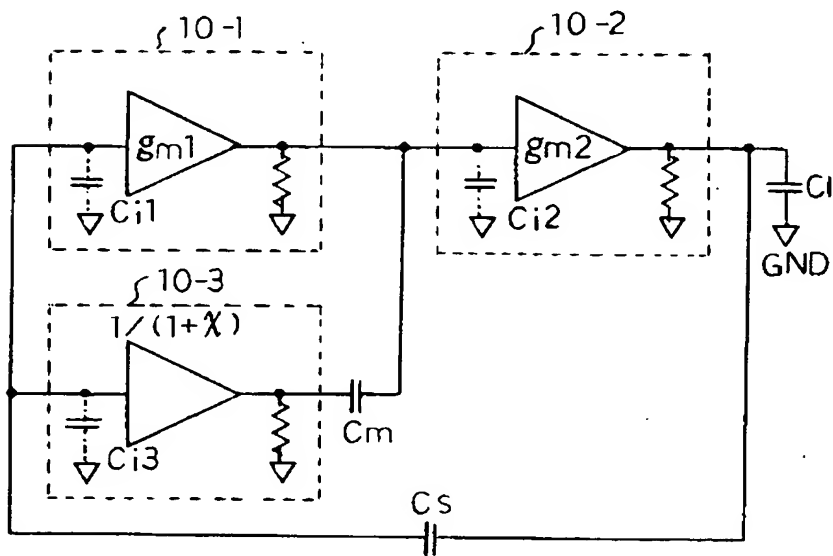 10-1
10-2
gm1
gm2
Ci1
Ci2
Cl
GND
10-3
1/(1+χ)
Ci3
Cm
Cs